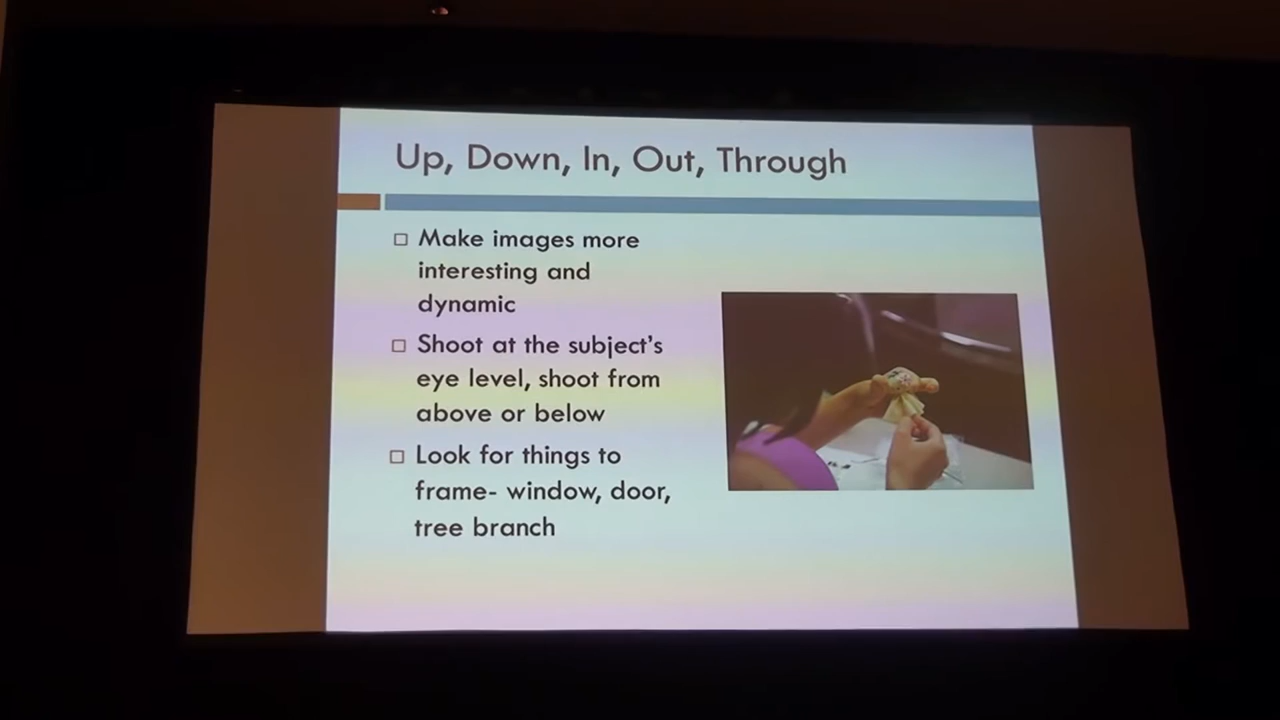 Up, Down, In, Out, Through
Make images more
interesting and
dynamic
Shoot at the subject's
eye level, shoot from
above or below
Look for things to
frame- window, door,
tree branch